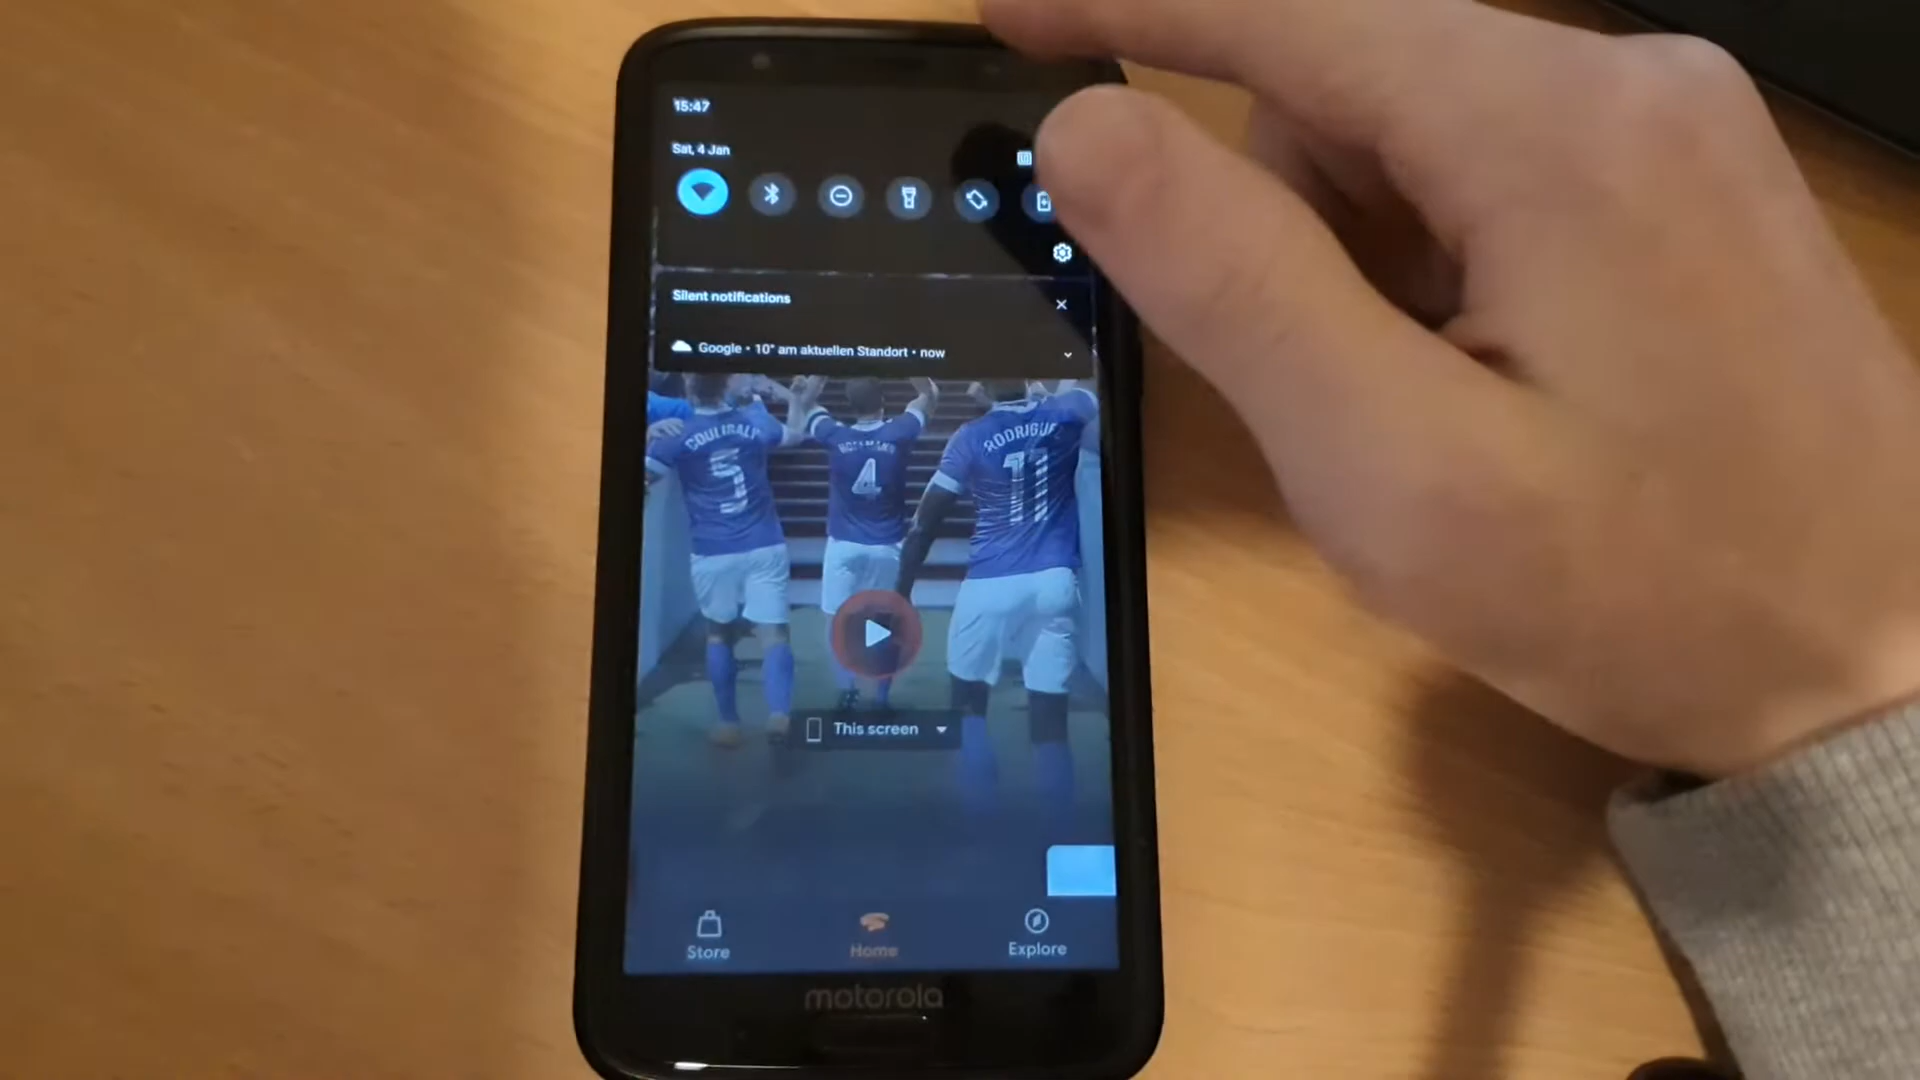 15:47
Sat, 4 Jan
Silent notifications
Google • 10° am aktuellen Standort • now
COULIBALY
5
HOFFMANN
4
RODRIGUE
11
This screen
Store
Home
Explore
motorola